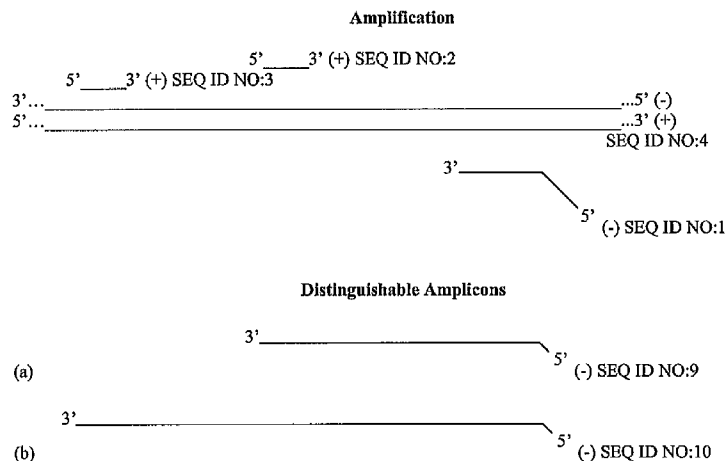 Amplification
5’ 3’ (+) SEQ ID NO:2
5’ 3’ (+) SEQ ID NO:3
3’... ...5’ (-)
5’... ...3’ (+)
SEQ ID NO:4
3’
5’ (-) SEQ ID NO:1
Distinguishable Amplicons
3’
(a) 5’ (-) SEQ ID NO:9
3’
(b) 5’ (-) SEQ ID NO:10